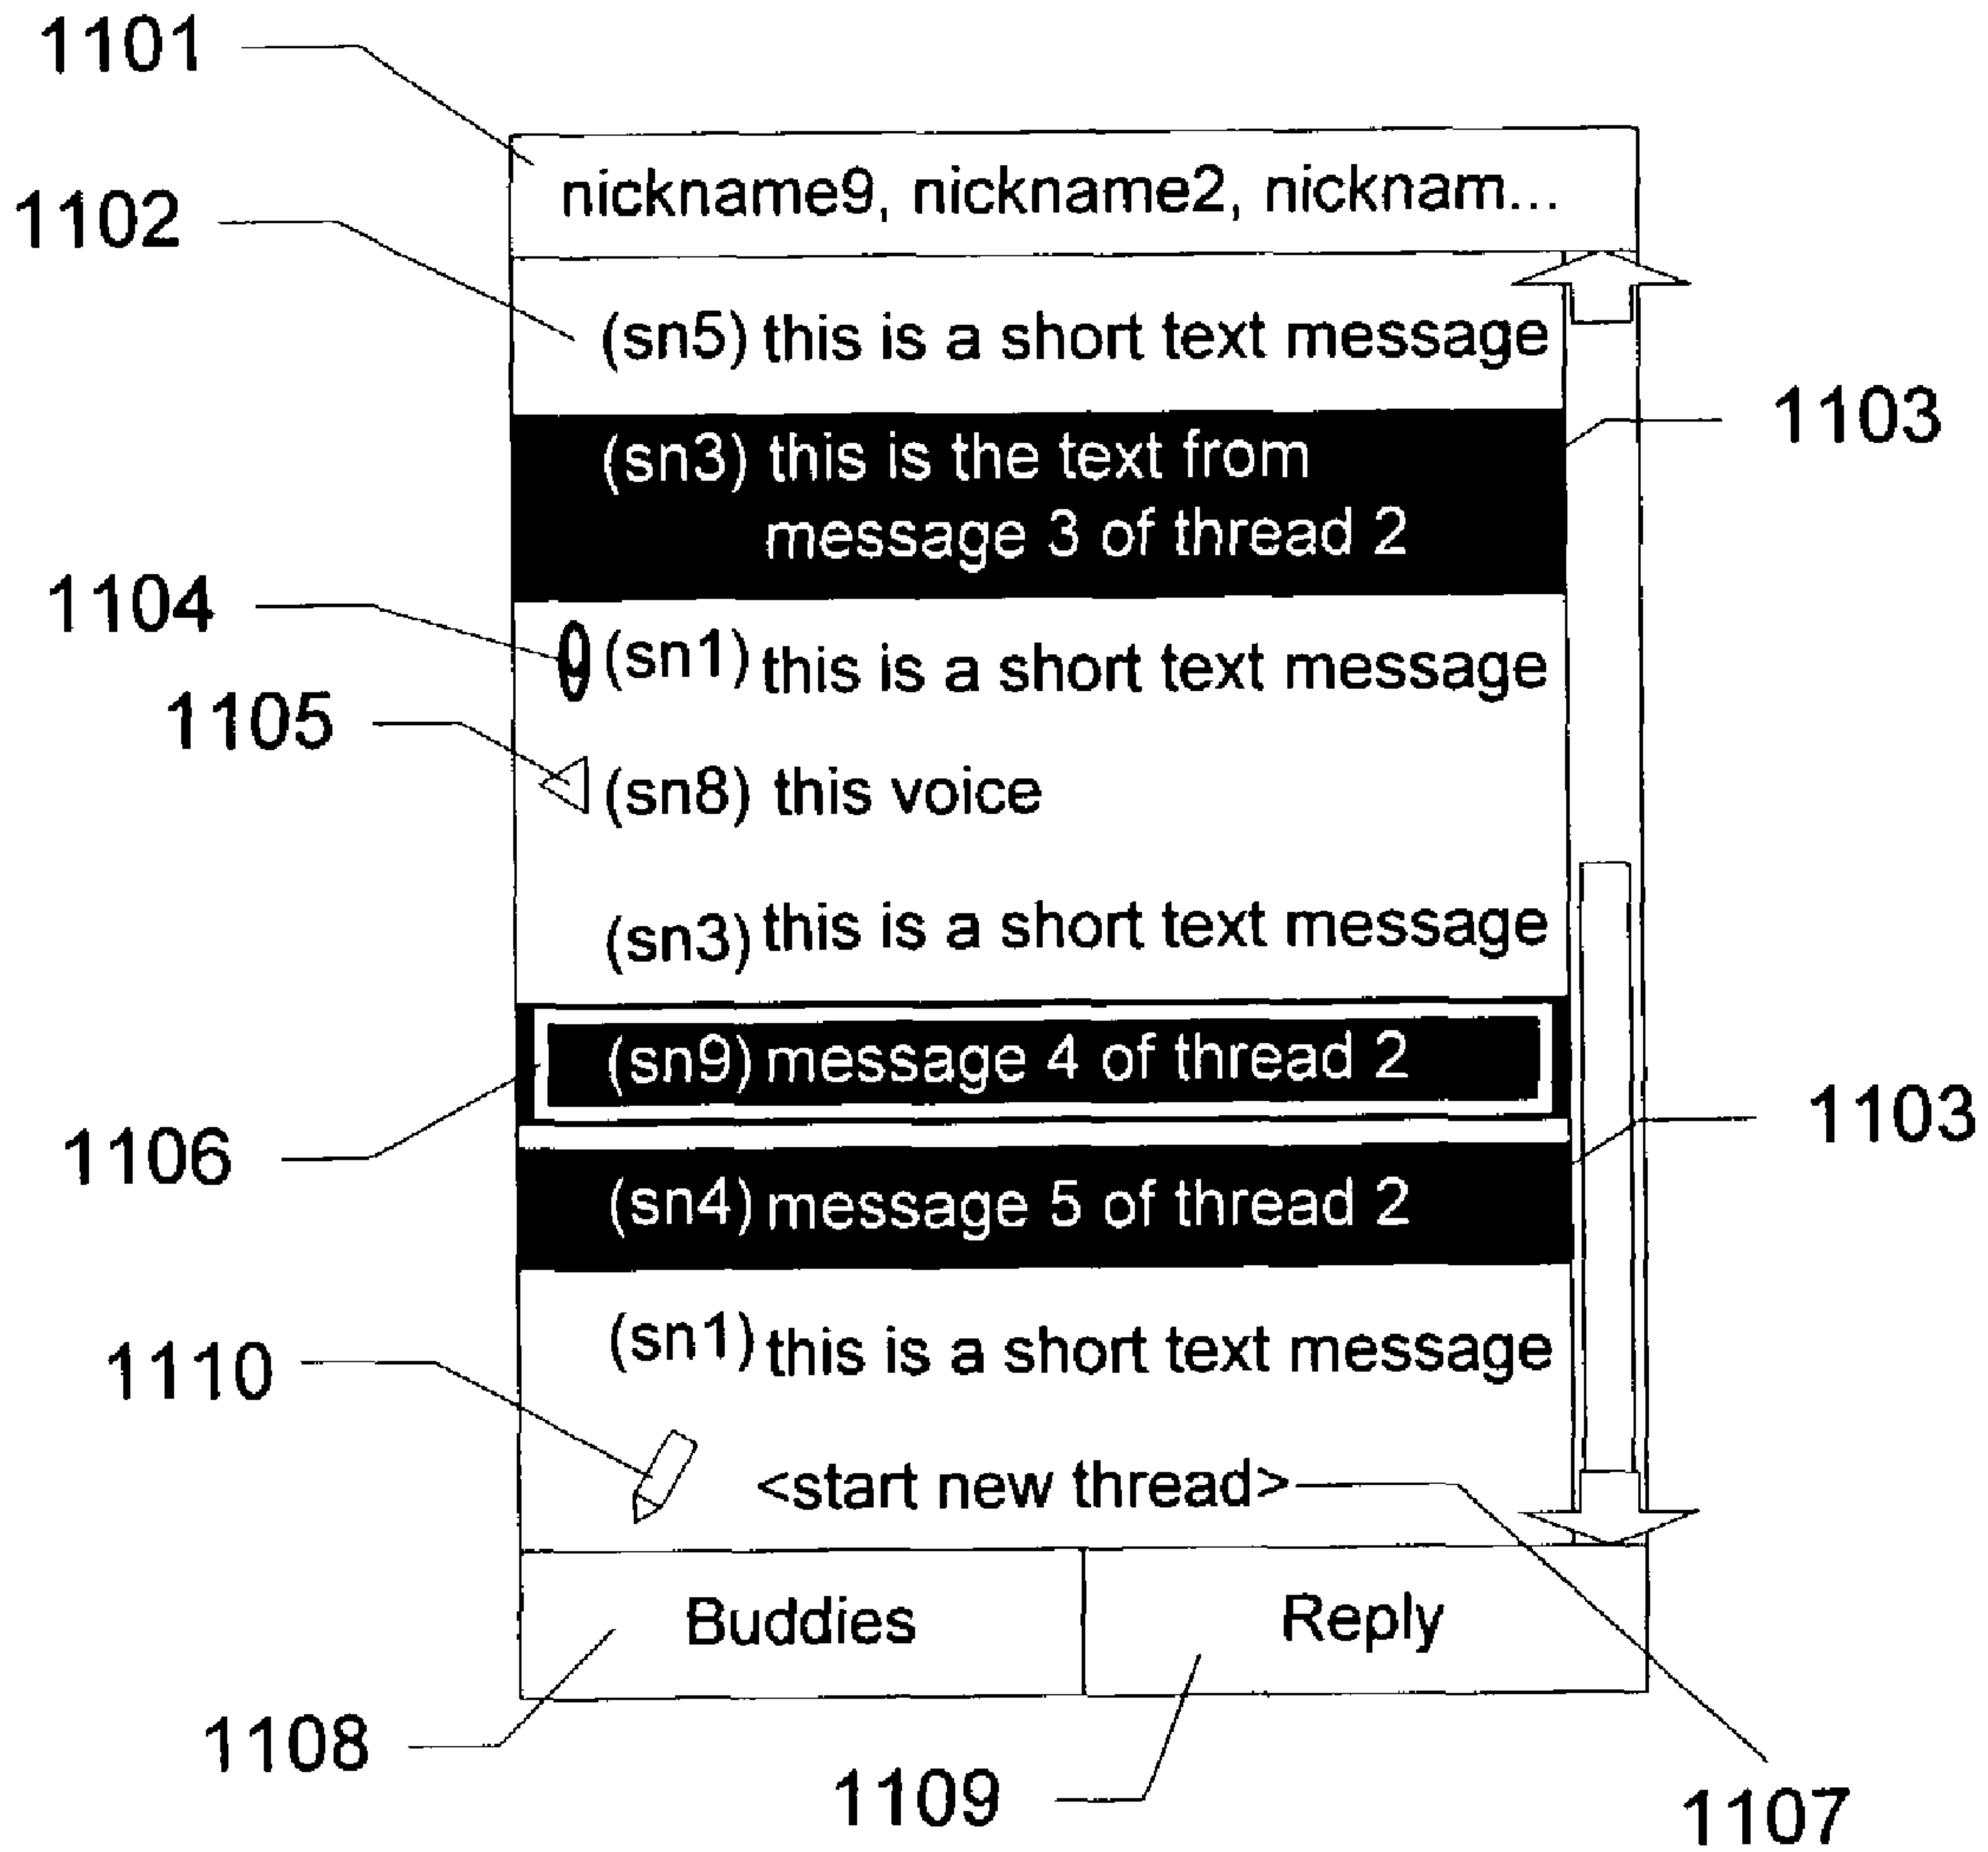 1101
nickname9, nickname2, nicknam...
1102
(sn5) this is a short text message
1103
(sn3) this is the text from
message 3 of thread 2
1104
(sn1) this is a short text message
1105
(sn8) this voice
(sn3) this is a short text message
(sn9) message 4 of thread 2
1103
1106
(sn4) message 5 of thread 2
(sn1) this is a short text message
1110
<start new thread>
Buddies
Reply
1108
1109
1107